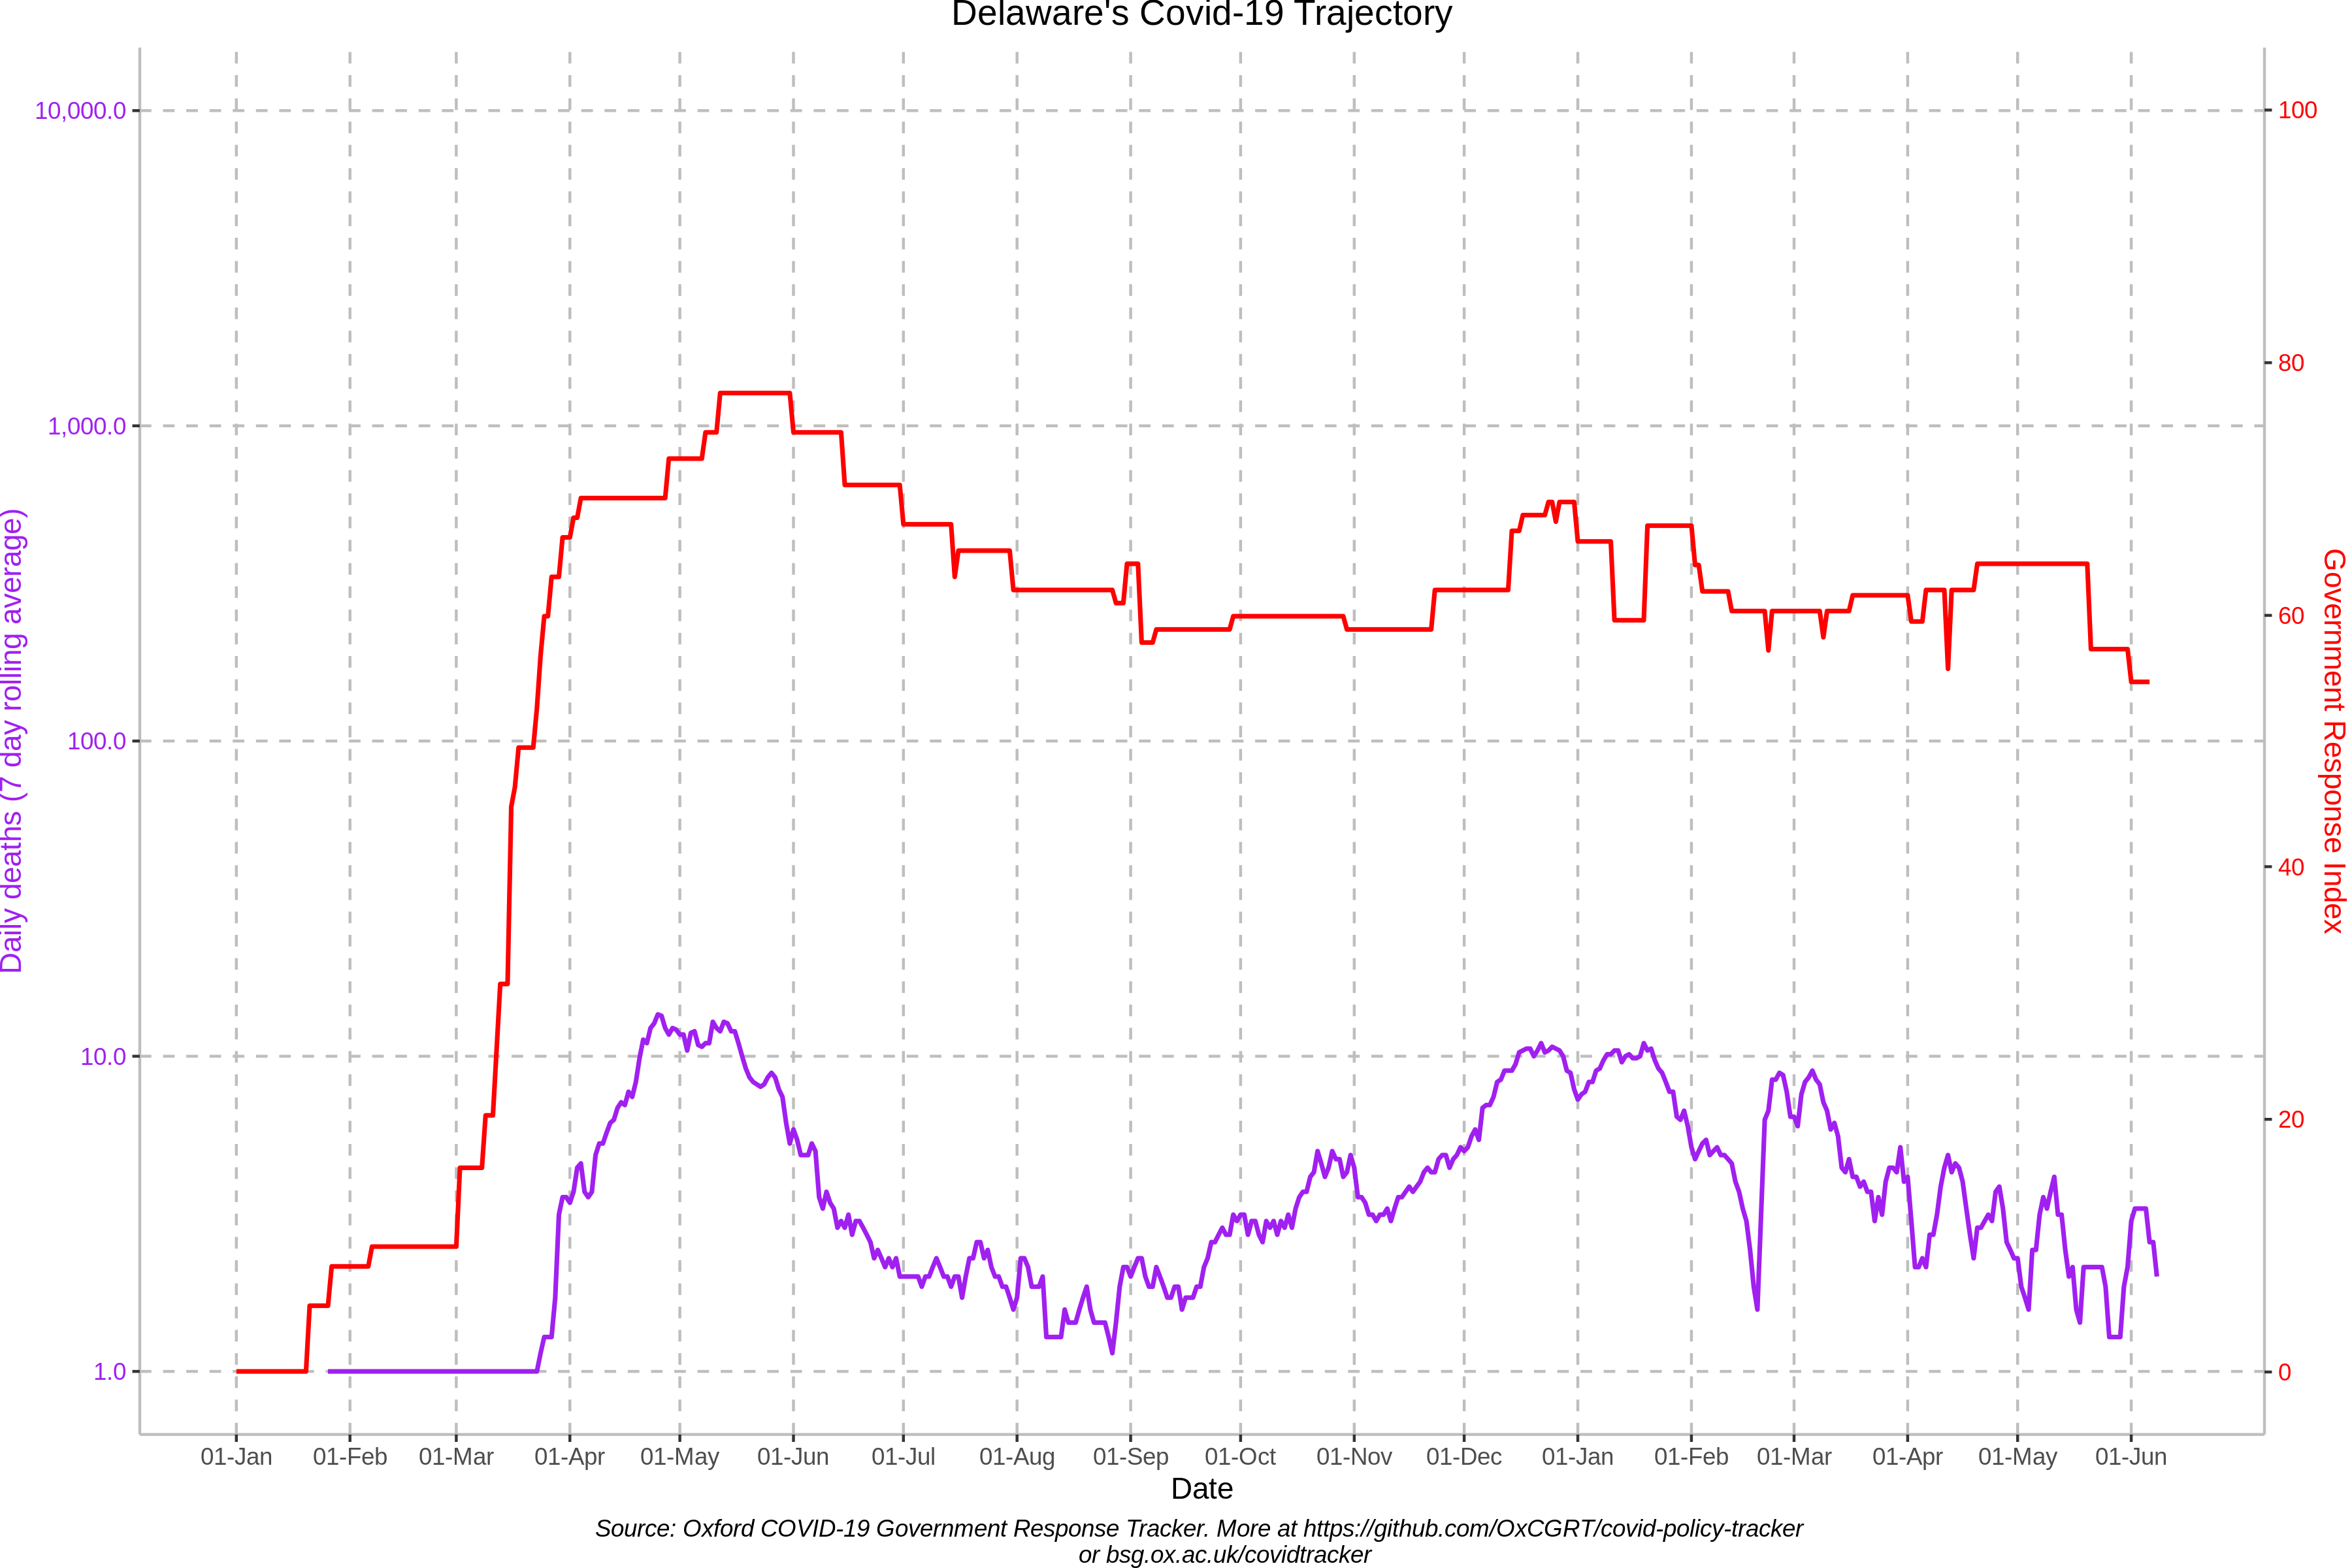 Delaware's Covid-19 Trajectory
10,000.0
1,000.0
100.0
10.0
1.0
Daily deaths (7 day rolling average)
100
80
60
40
20
0
Government Response Index
01-Jan 01-Feb 01-Mar 01-Apr 01-May 01-Jun 01-Jul 01-Aug 01-Sep 01-Oct 01-Nov 01-Dec 01-Jan 01-Feb 01-Mar 01-Apr 01-May 01-Jun
Date
Source: Oxford COVID-19 Government Response Tracker. More at https://github.com/OxCGRT/covid-policy-tracker
or bsg.ox.ac.uk/covidtracker